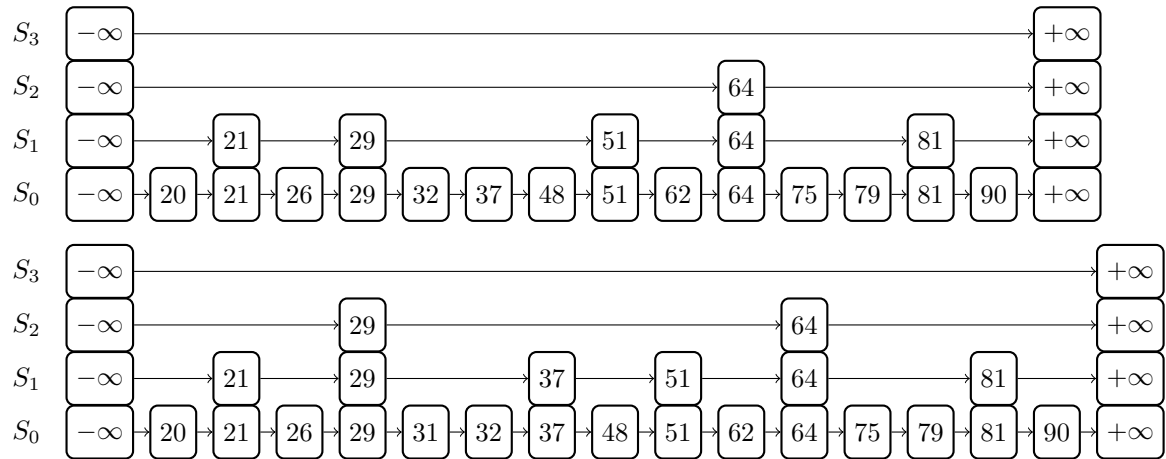 S₃ −∞ +∞
S₂ −∞ 64 +∞
S₁ −∞ 21 29 51 64 81 +∞
S₀ −∞ 20 21 26 29 32 37 48 51 62 64 75 79 81 90 +∞
S₃ −∞ +∞
S₂ −∞ 29 64 +∞
S₁ −∞ 21 29 37 51 64 81 +∞
S₀ −∞ 20 21 26 29 31 32 37 48 51 62 64 75 79 81 90 +∞